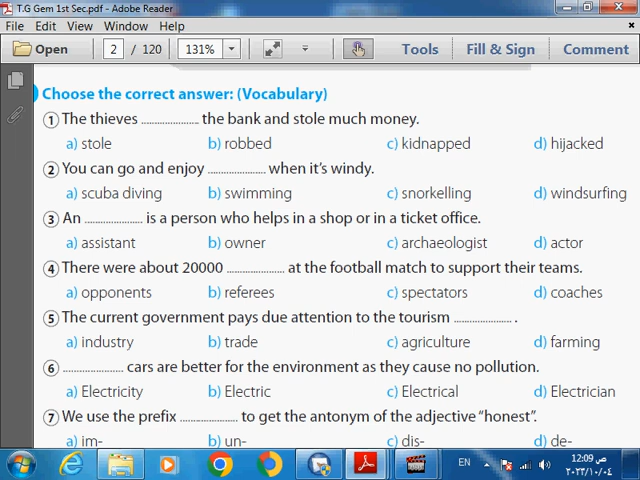 T.G Gem 1st Sec.pdf - Adobe Reader
File Edit View Window Help
Open 2 / 120 131% Tools Fill & Sign Comment
Choose the correct answer: (Vocabulary)
1 The thieves ...................... the bank and stole much money.
a) stole b) robbed c) kidnapped d) hijacked
2 You can go and enjoy ...................... when it's windy.
a) scuba diving b) swimming c) snorkelling d) windsurfing
3 An ...................... is a person who helps in a shop or in a ticket office.
a) assistant b) owner c) archaeologist d) actor
4 There were about 20000 ...................... at the football match to support their teams.
a) opponents b) referees c) spectators d) coaches
5 The current government pays due attention to the tourism ...................... .
a) industry b) trade c) agriculture d) farming
6 ...................... cars are better for the environment as they cause no pollution.
a) Electricity b) Electric c) Electrical d) Electrician
7 We use the prefix ...................... to get the antonym of the adjective "honest".
a) im- b) un- c) dis- d) de-
EN ص 12:09
٢٠٢٣/١٠/٠٤